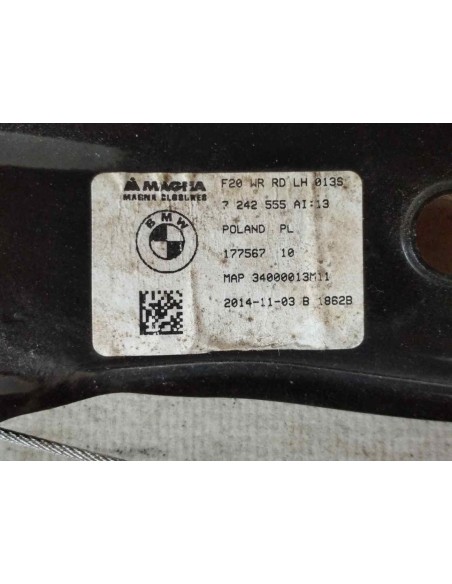 MAGNA
MAGNA CLOSURES
BMW
F20 WR RD LH 013S
7 242 555 AI:13
POLAND PL
177567 10
MAP 34000013M11
2014-11-03 B 1862B